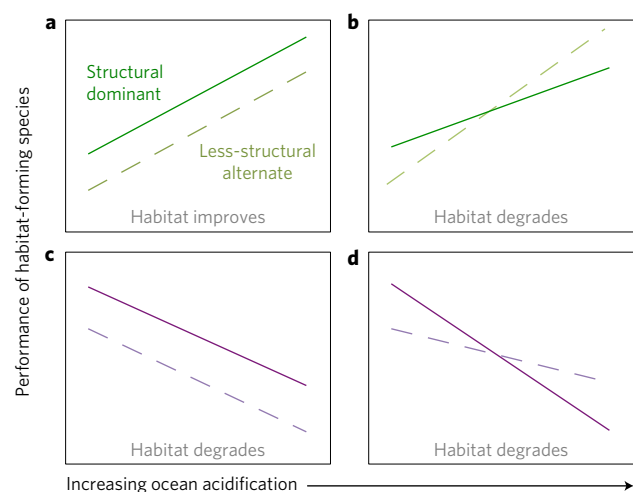 a
b
Structural
dominant
Less-structural
alternate
Habitat improves
Habitat degrades
Performance of habitat-forming species
c
d
Habitat degrades
Habitat degrades
Increasing ocean acidification